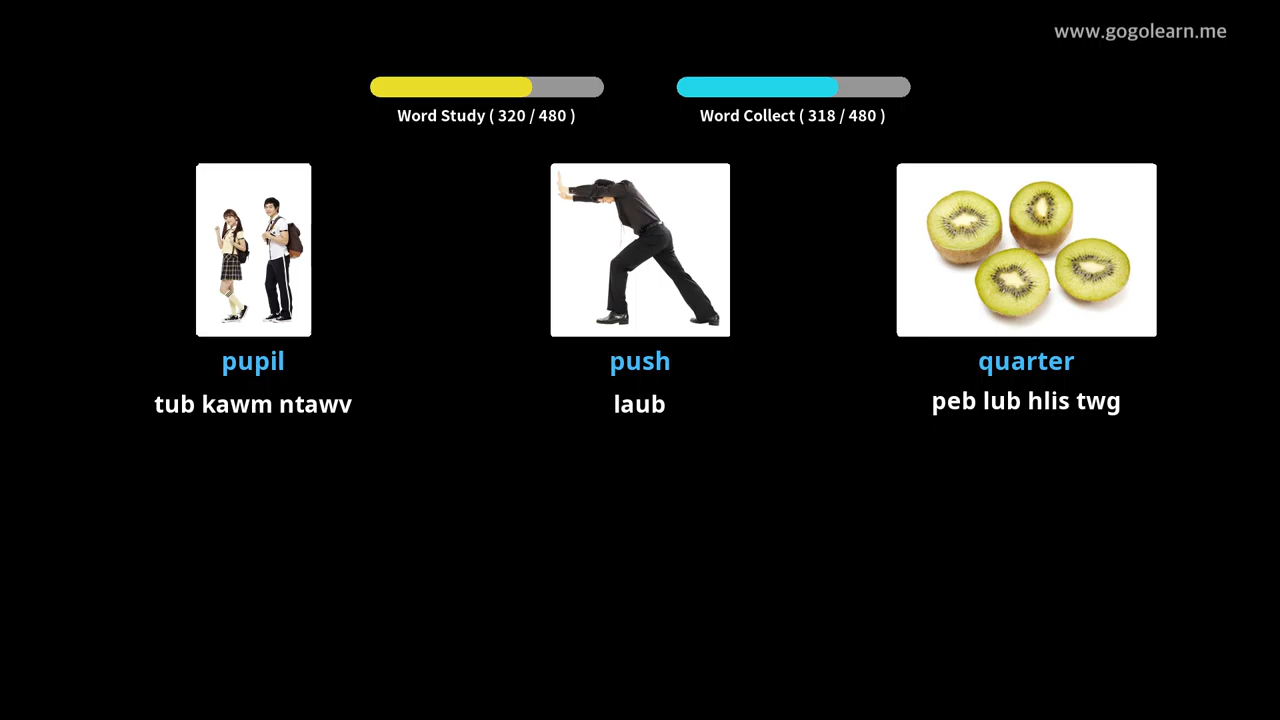 www.gogolearn.me
Word Study ( 320 / 480 )
Word Collect ( 318 / 480 )
pupil
tub kawm ntawv
push
laub
quarter
peb lub hlis twg